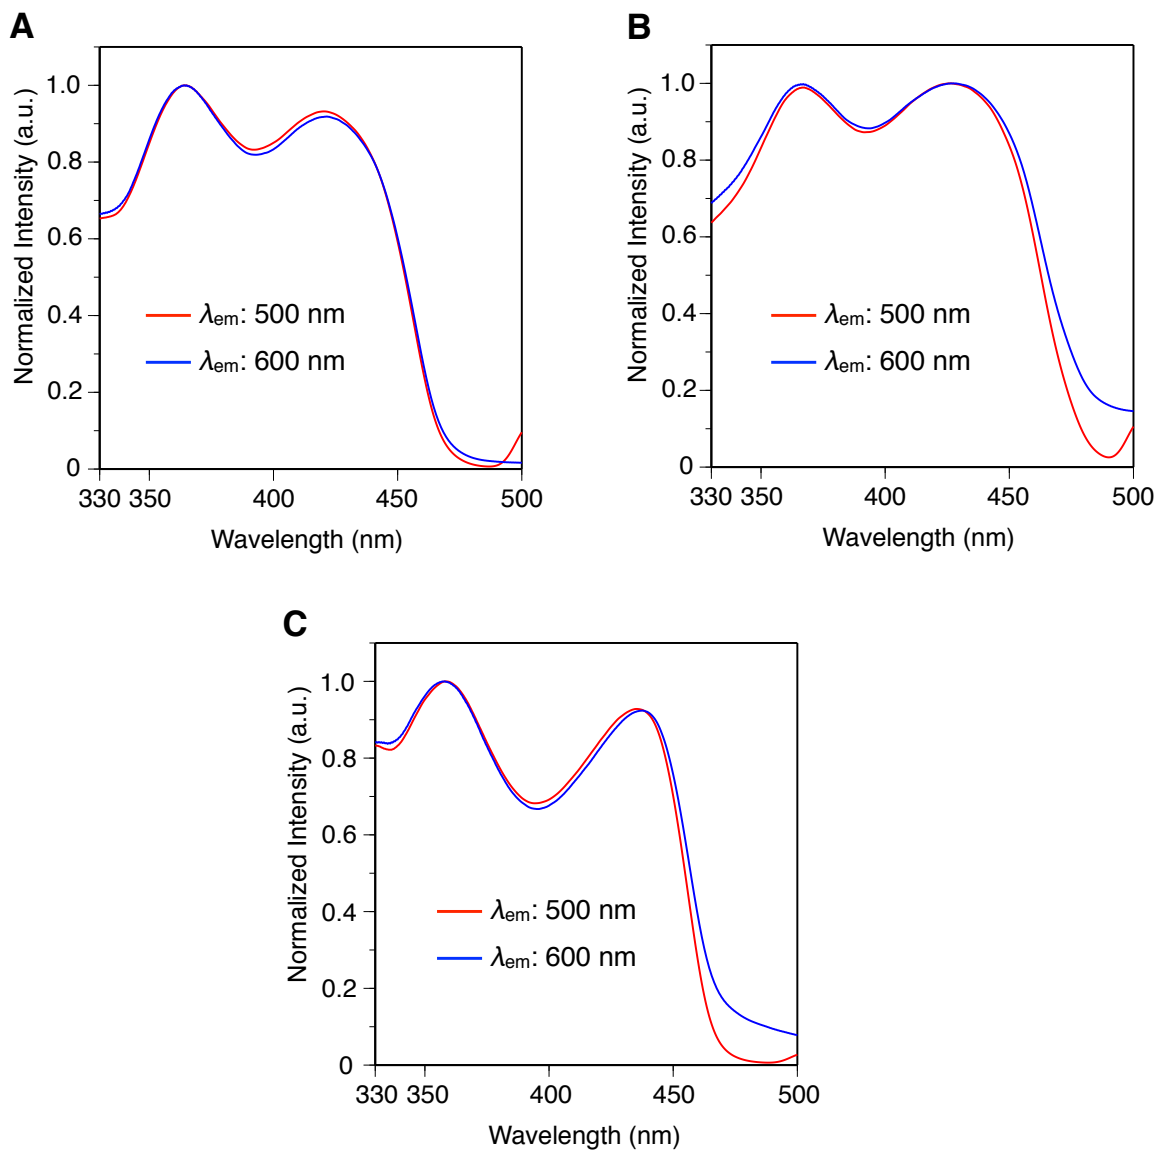 A
Normalized Intensity (a.u.)
1.0
0.8
0.6
0.4
0.2
0
λem: 500 nm
λem: 600 nm
330 350 400 450 500
Wavelength (nm)
B
Normalized Intensity (a.u.)
1.0
0.8
0.6
0.4
0.2
0
λem: 500 nm
λem: 600 nm
330 350 400 450 500
Wavelength (nm)
C
Normalized Intensity (a.u.)
1.0
0.8
0.6
0.4
0.2
0
λem: 500 nm
λem: 600 nm
330 350 400 450 500
Wavelength (nm)